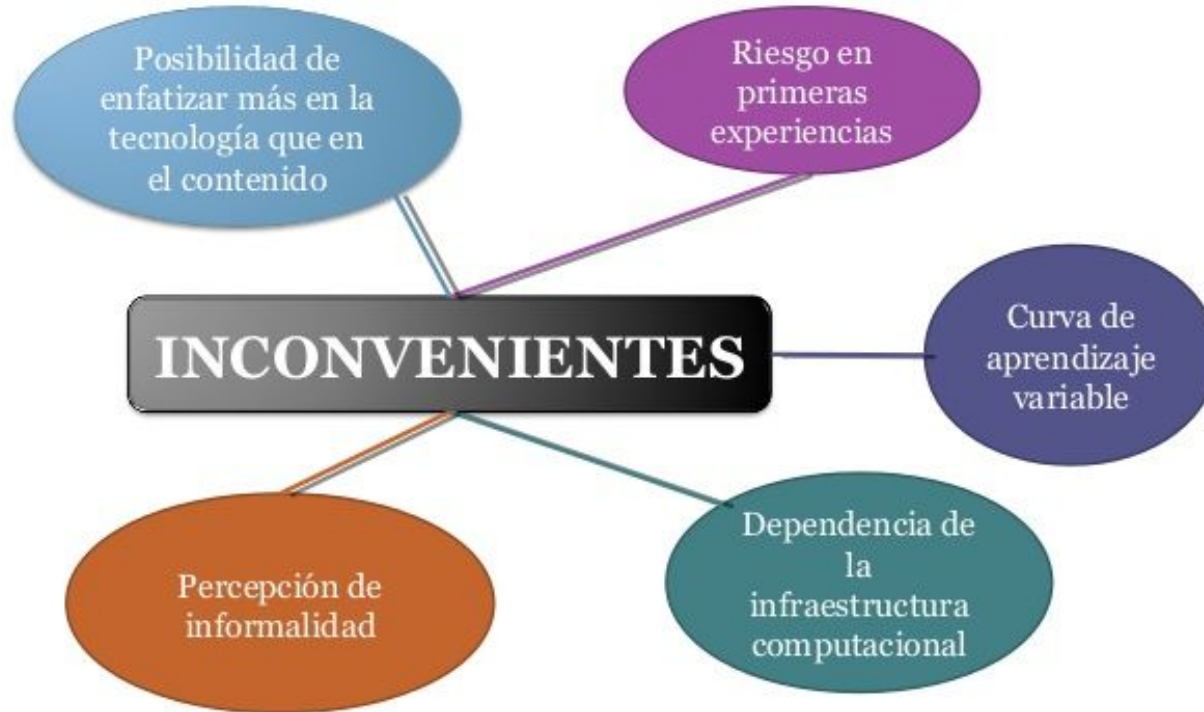 Posibilidad de
enfatizar más en la
tecnología que en
el contenido
Riesgo en
primeras
experiencias
INCONVENIENTES
Curva de
aprendizaje
variable
Percepción de
informalidad
Dependencia de
la
infraestructura
computacional